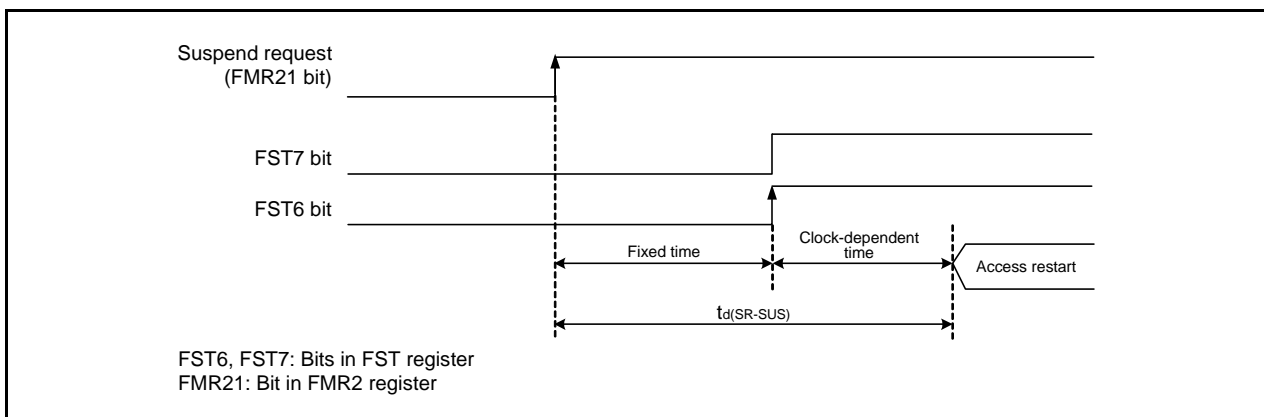 Suspend request
(FMR21 bit)
FST7 bit
FST6 bit
Fixed time
Clock-dependent
time
Access restart
td(SR-SUS)
FST6, FST7: Bits in FST register
FMR21: Bit in FMR2 register